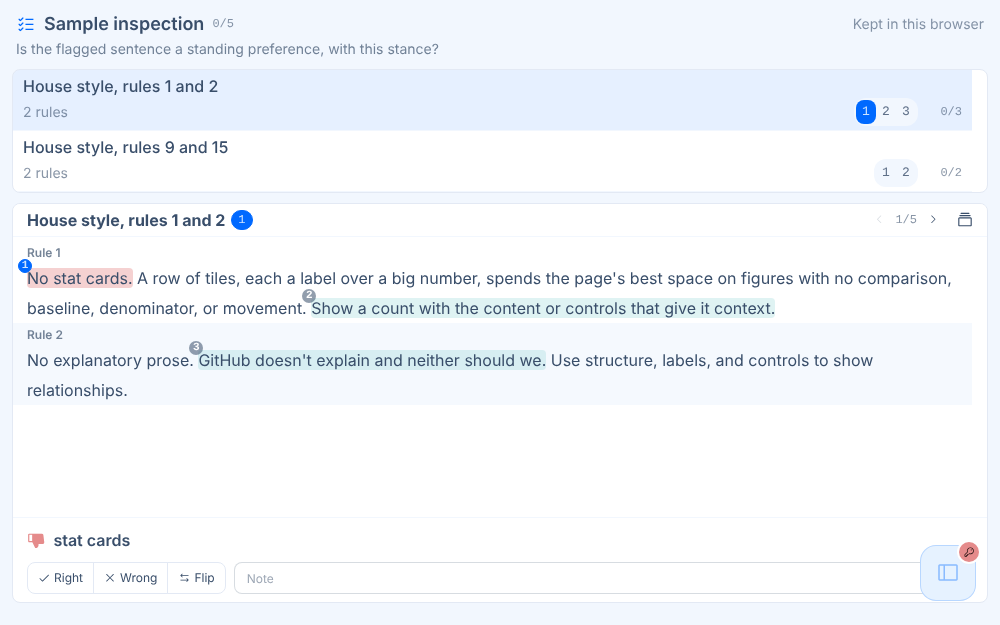 Sample inspection 0/5
Kept in this browser
Is the flagged sentence a standing preference, with this stance?
House style, rules 1 and 2
2 rules
1 2 3 0/3
House style, rules 9 and 15
2 rules
1 2 0/2
House style, rules 1 and 2 1
1/5
Rule 1
1
No stat cards. A row of tiles, each a label over a big number, spends the page's best space on figures with no comparison,
2
baseline, denominator, or movement. Show a count with the content or controls that give it context.
Rule 2
3
No explanatory prose. GitHub doesn't explain and neither should we. Use structure, labels, and controls to show
relationships.
stat cards
Right Wrong Flip Note